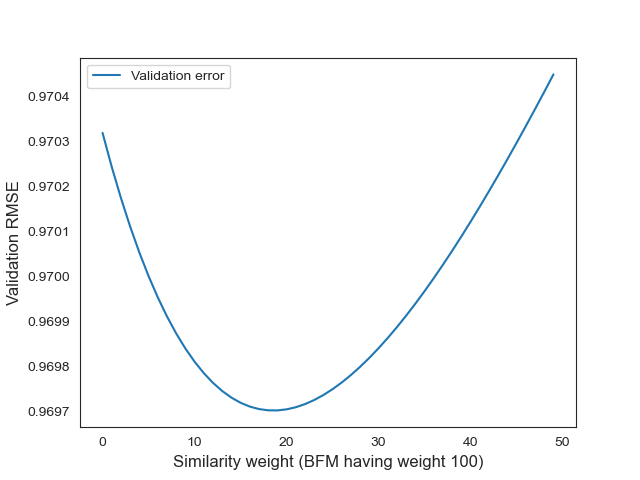 Validation error
0.9704
0.9703
0.9702
0.9701
0.9700
0.9699
0.9698
0.9697
Validation RMSE
0 10 20 30 40 50
Similarity weight (BFM having weight 100)